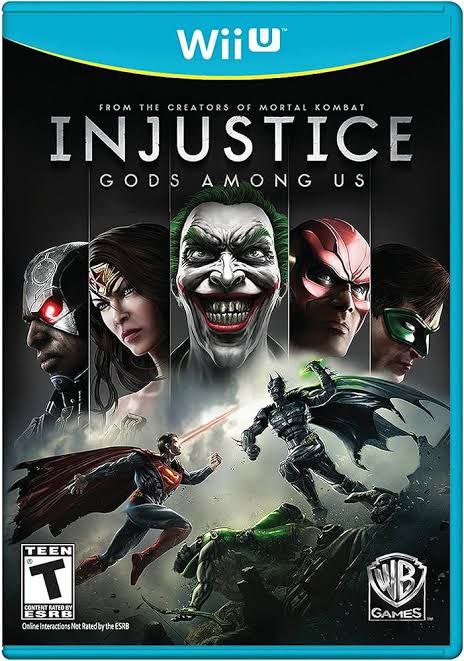 Wii U
FROM THE CREATORS OF MORTAL KOMBAT
INJUSTICE
GODS AMONG US
TEEN
T
CONTENT RATED BY
ESRB
Online Interactions Not Rated by the ESRB
WB
GAMES